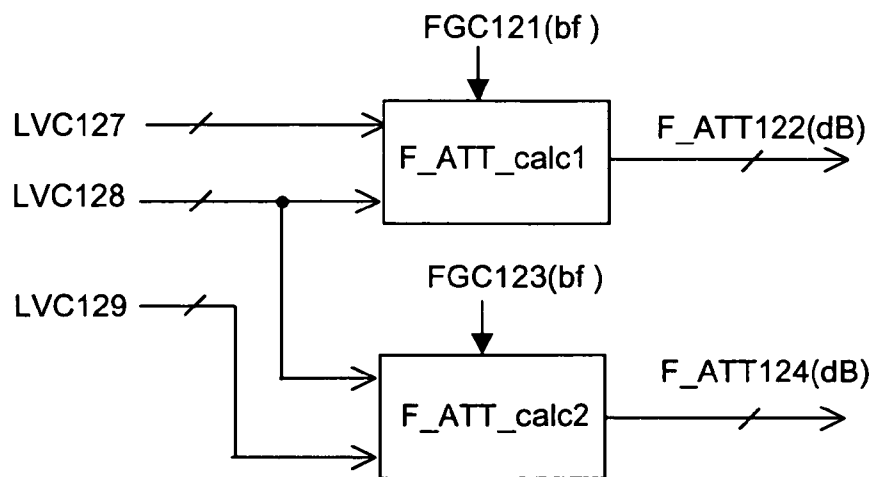 FGC121(bf )
LVC127
F_ATT_calc1
F_ATT122(dB)
LVC128
FGC123(bf )
LVC129
F_ATT_calc2
F_ATT124(dB)